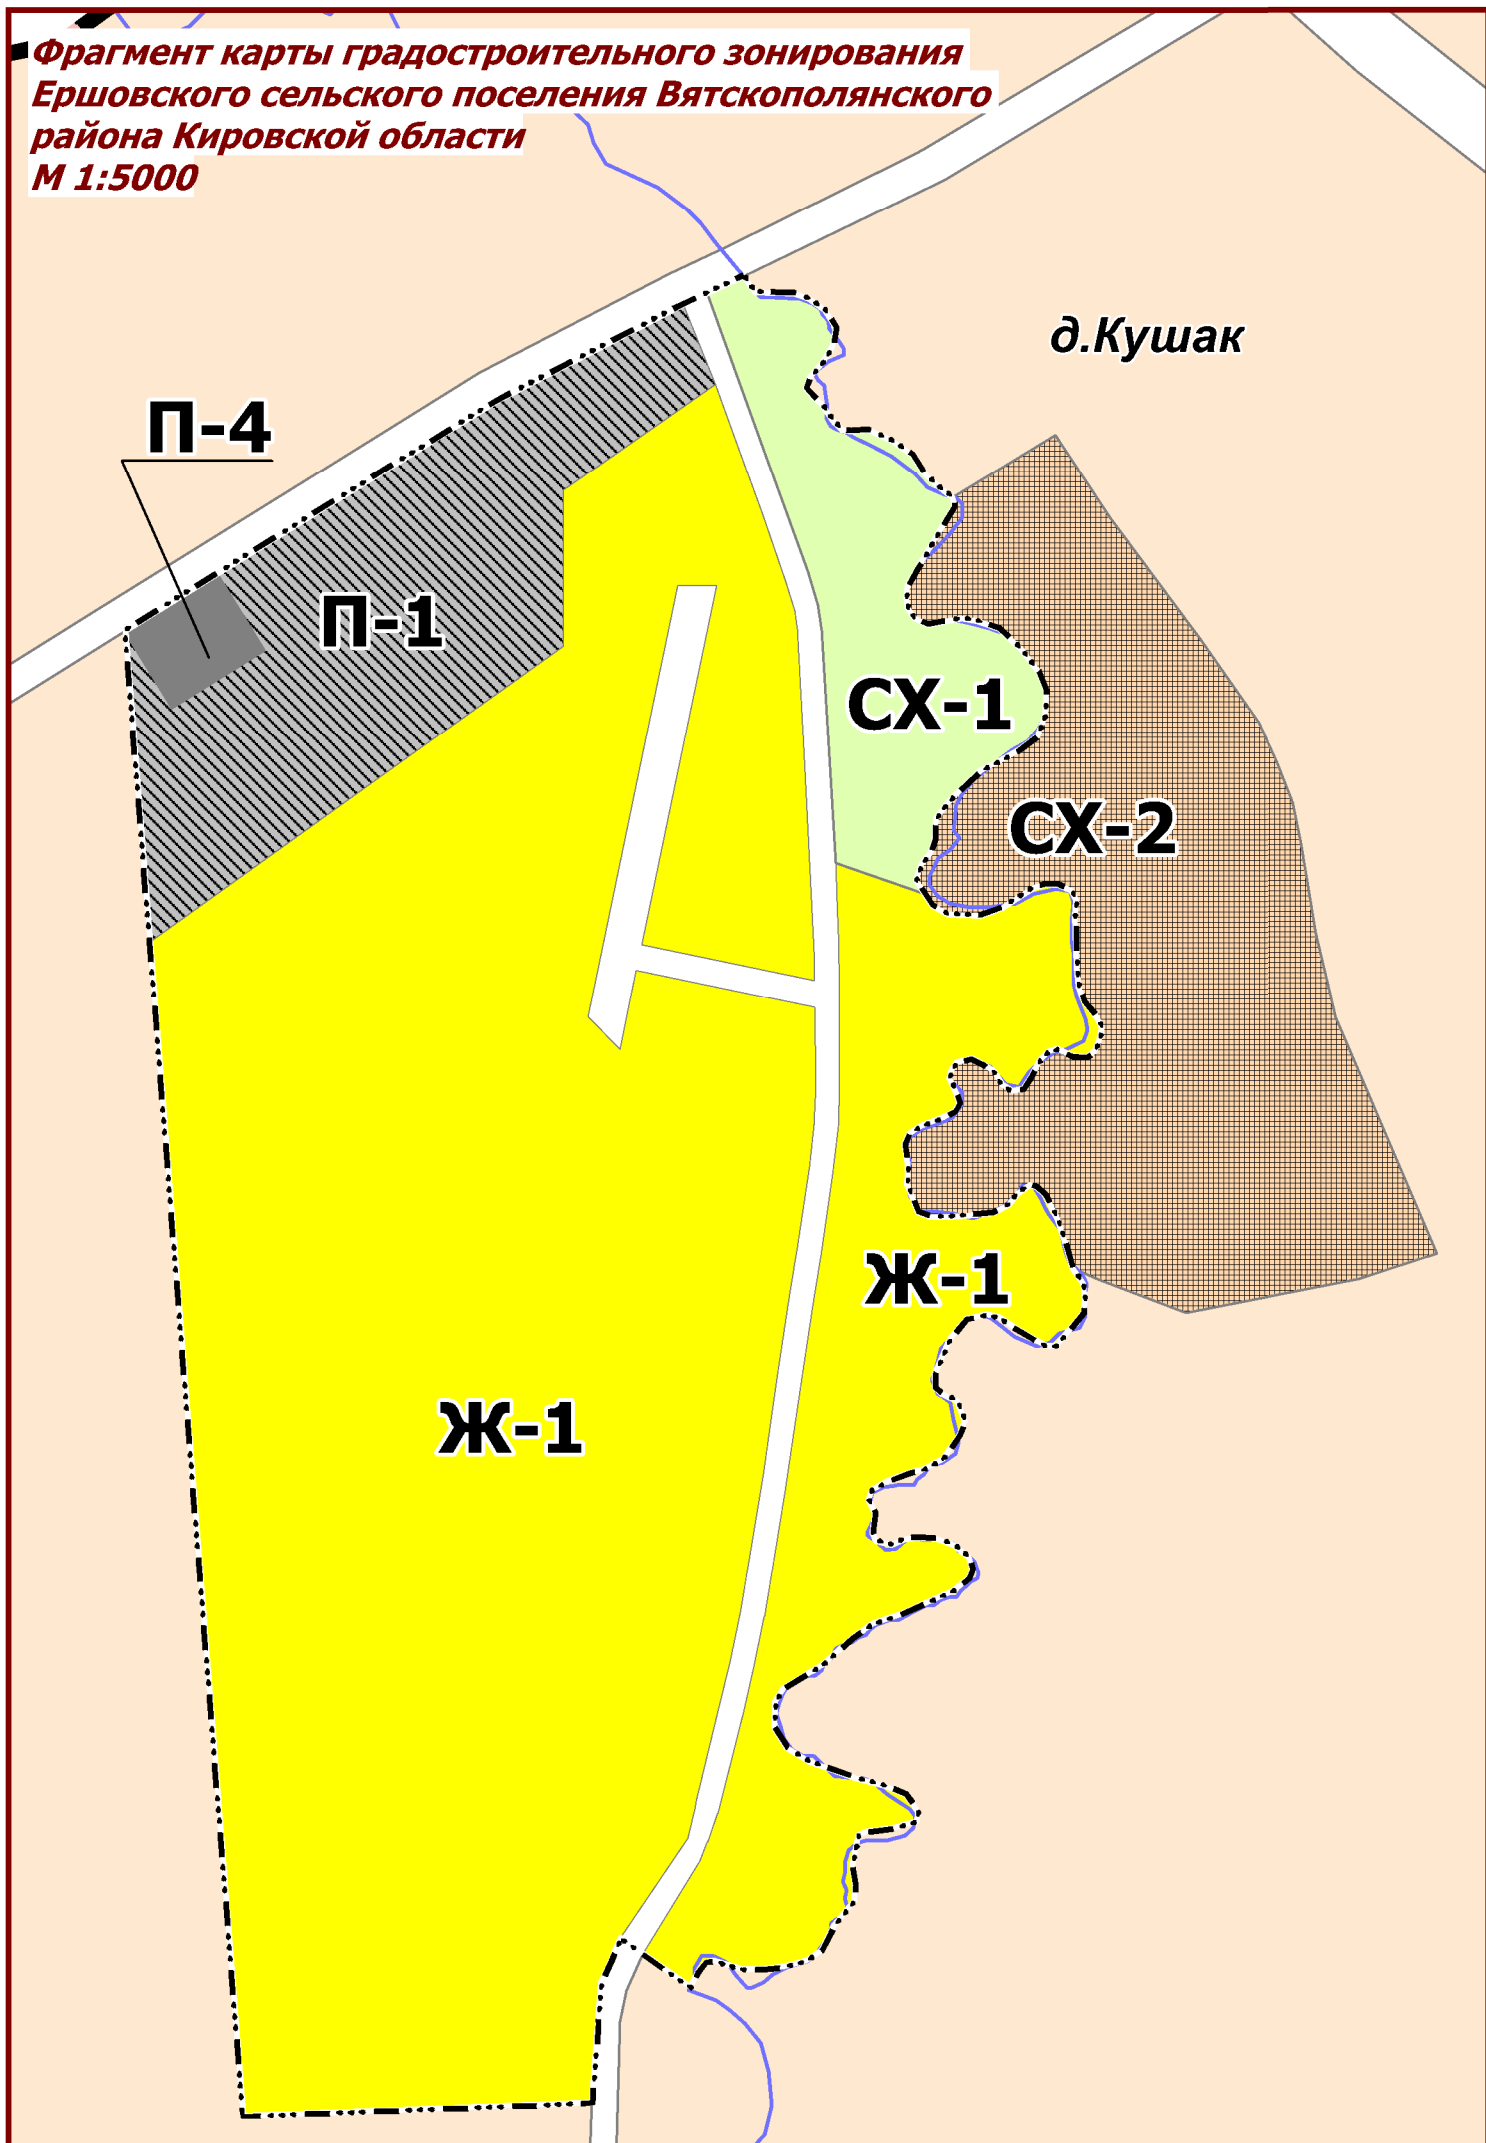 Фрагмент карты градостроительного зонирования
Ершовского сельского поселения Вятскополянского
района Кировской области
М 1:5000
д.Кушак
П-4
П-1
СХ-1
СХ-2
Ж-1
Ж-1